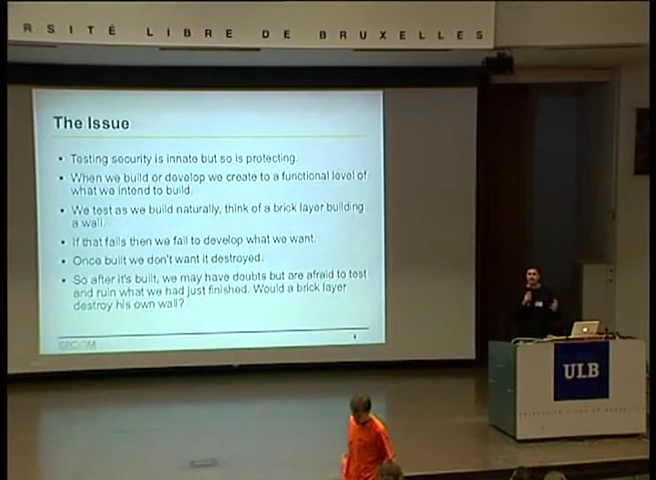 RSITÉ LIBRE DE BRUXELLES
The Issue
• Testing security is innate but so is protecting.
• When we build or develop we create to a functional level of
what we intend to build.
• We test as we build naturally, think of a brick layer building
a wall.
• If that fails then we fail to develop what we want.
• Once built we don't want it destroyed.
• So after it's built, we may have doubts but are afraid to test
and ruin what we had just finished. Would a brick layer
destroy his own wall?
ULB